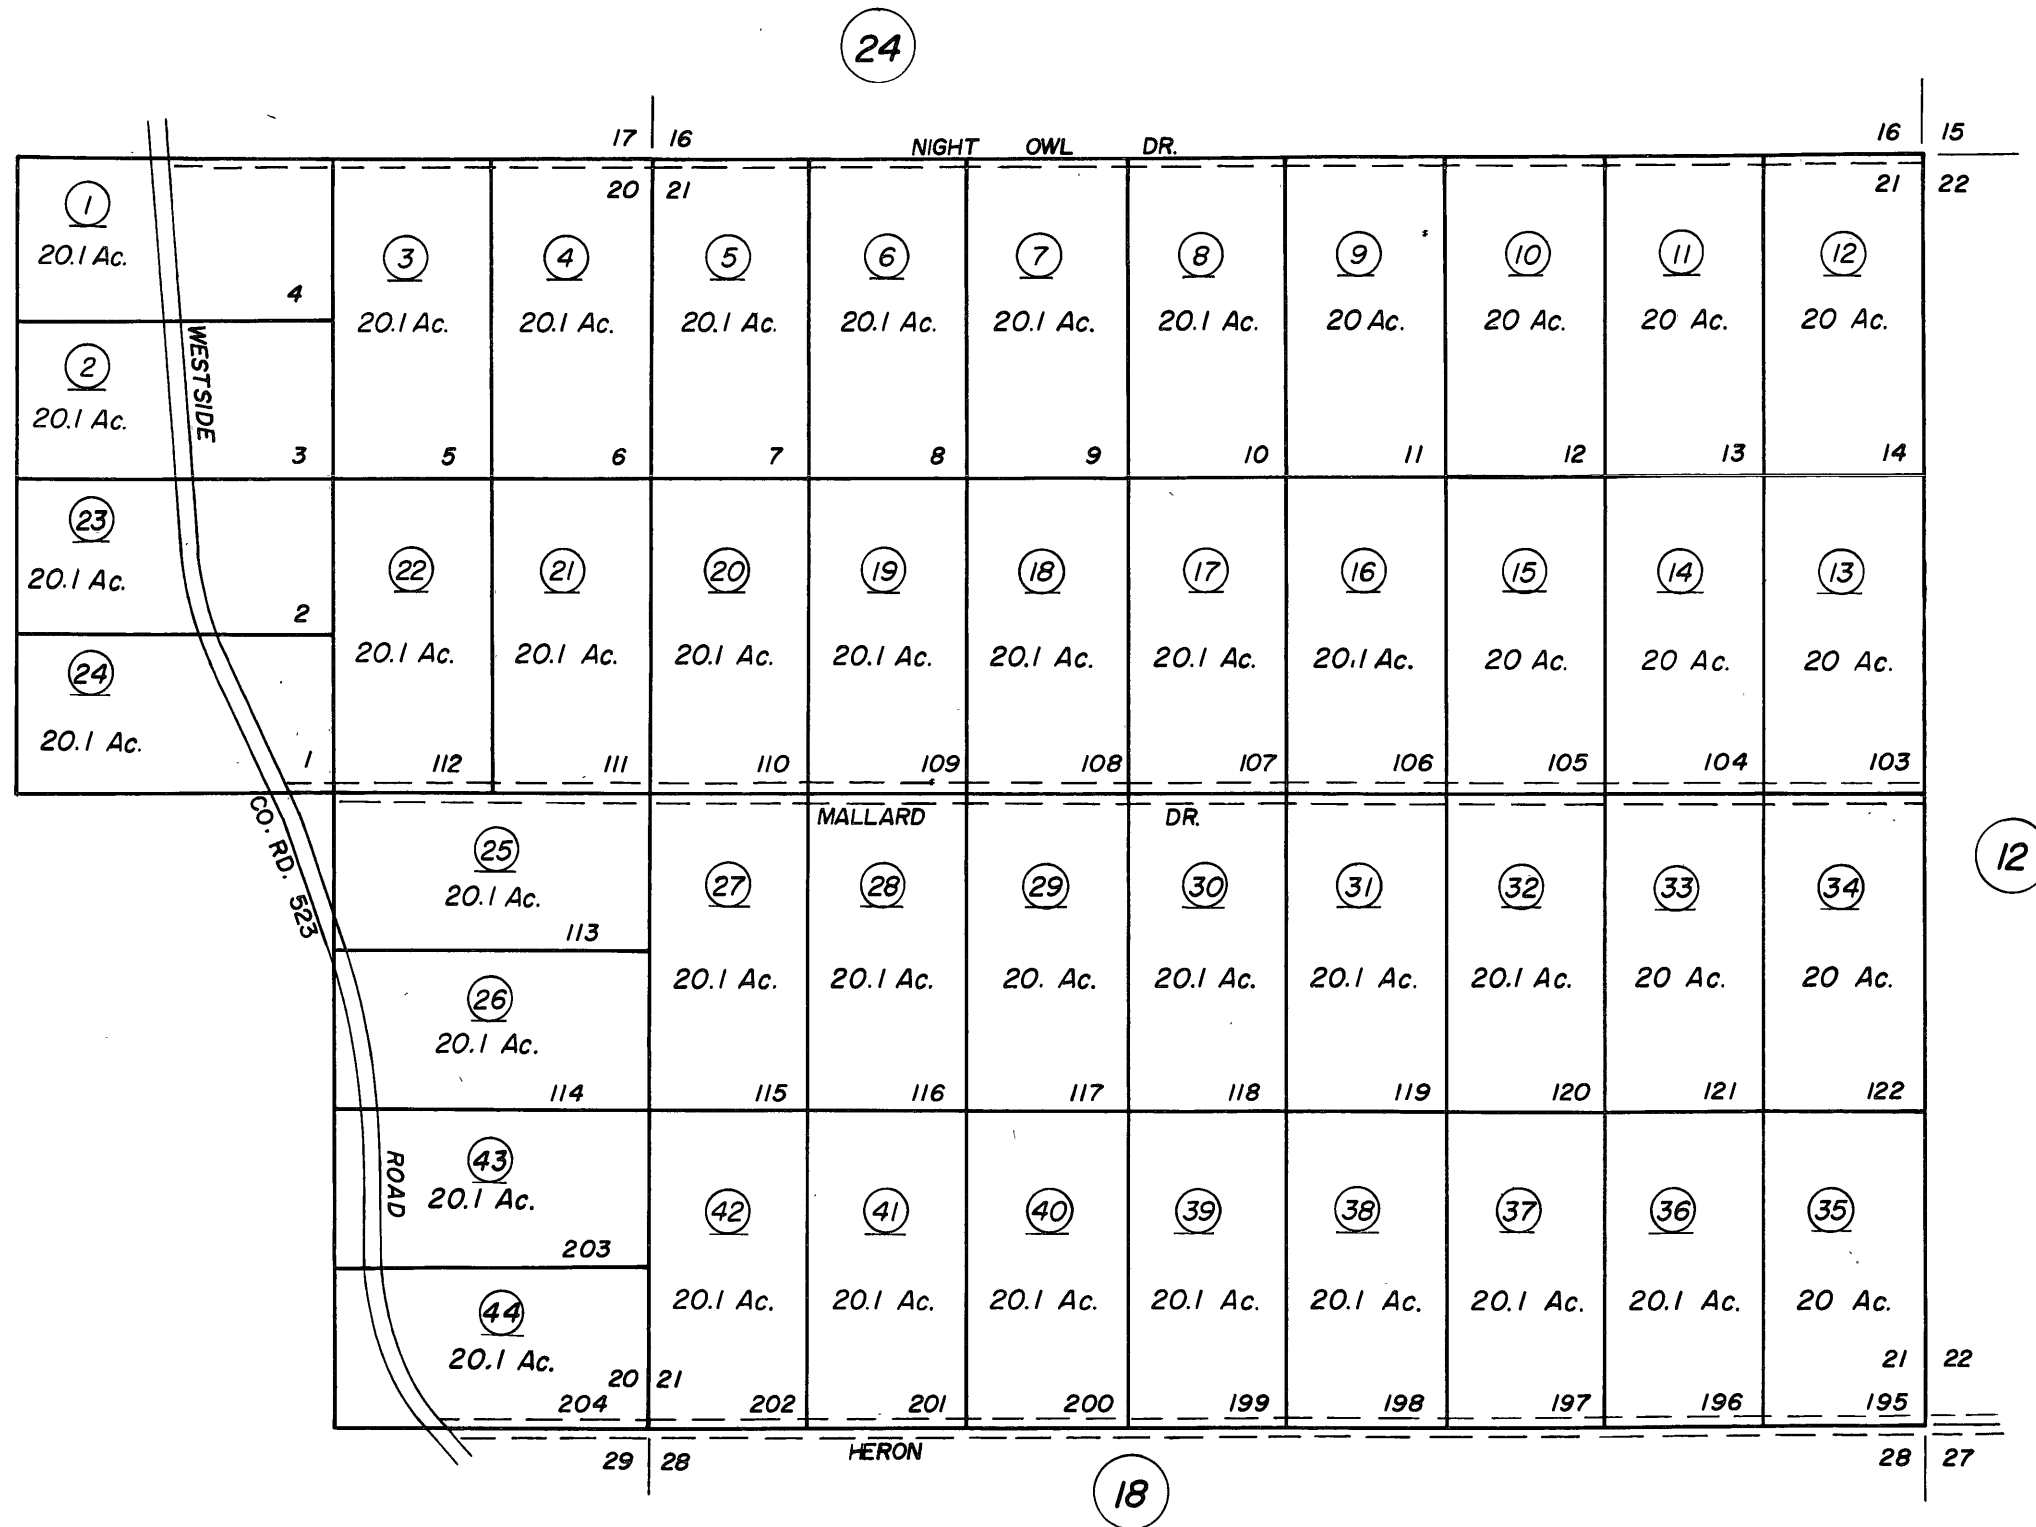 24
17 16
NIGHT OWL DR.
16 15
20 21
21 22
1
20.1 Ac.
4
3 4 5 6 7 8 9 10 11 12
20.1 Ac. 20.1 Ac. 20.1 Ac. 20.1 Ac. 20.1 Ac. 20.1 Ac. 20 Ac. 20 Ac. 20 Ac. 20 Ac.
WESTSIDE
2
20.1 Ac.
3 5 6 7 8 9 10 11 12 13 14
23
20.1 Ac.
2
22 21 20 19 18 17 16 15 14 13
20.1 Ac. 20.1 Ac. 20.1 Ac. 20.1 Ac. 20.1 Ac. 20.1 Ac. 20.1 Ac. 20 Ac. 20 Ac. 20 Ac.
24
20.1 Ac.
1 112 111 110 109 108 107 106 105 104 103
CO. RD. 523
MALLARD DR.
25
20.1 Ac.
113
27 28 29 30 31 32 33 34
12
20.1 Ac. 20.1 Ac. 20. Ac. 20.1 Ac. 20.1 Ac. 20.1 Ac. 20 Ac. 20 Ac.
26
20.1 Ac.
114 115 116 117 118 119 120 121 122
ROAD
43
20.1 Ac.
203
42 41 40 39 38 37 36 35
20.1 Ac. 20.1 Ac. 20.1 Ac. 20.1 Ac. 20.1 Ac. 20.1 Ac. 20.1 Ac. 20 Ac.
44
20.1 Ac.
20 21
21 22
204 202 201 200 199 198 197 196 195
HERON
29 28
28 27
18